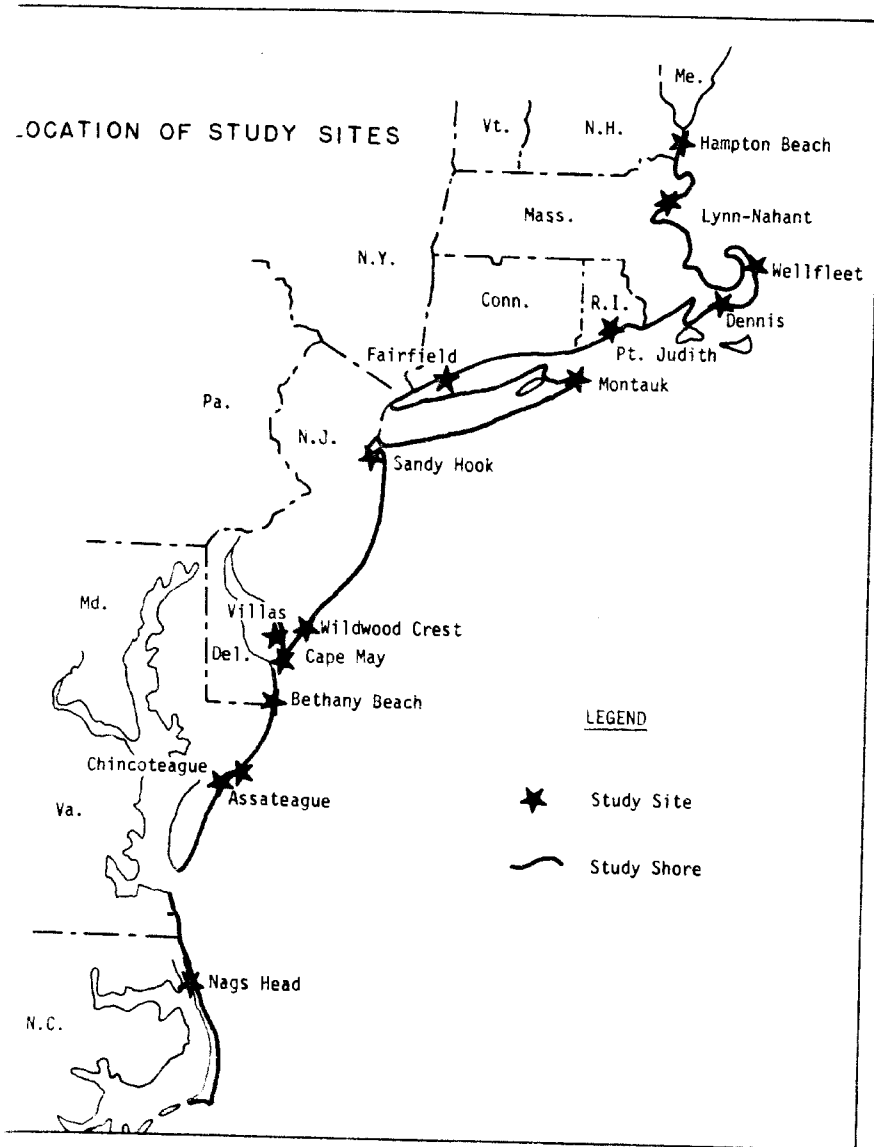 .OCATION OF STUDY SITES
Me.
Vt.
N.H.
Hampton Beach
Lynn-Nahant
Mass.
N.Y.
Wellfleet
Conn.
R.I.
Dennis
Pt. Judith
Fairfield
Montauk
Pa.
N.J.
Sandy Hook
Md.
Villas
Wildwood Crest
Del.
Cape May
Bethany Beach
LEGEND
Chincoteague
Assateague
Va.
Study Site
Study Shore
Nags Head
N.C.